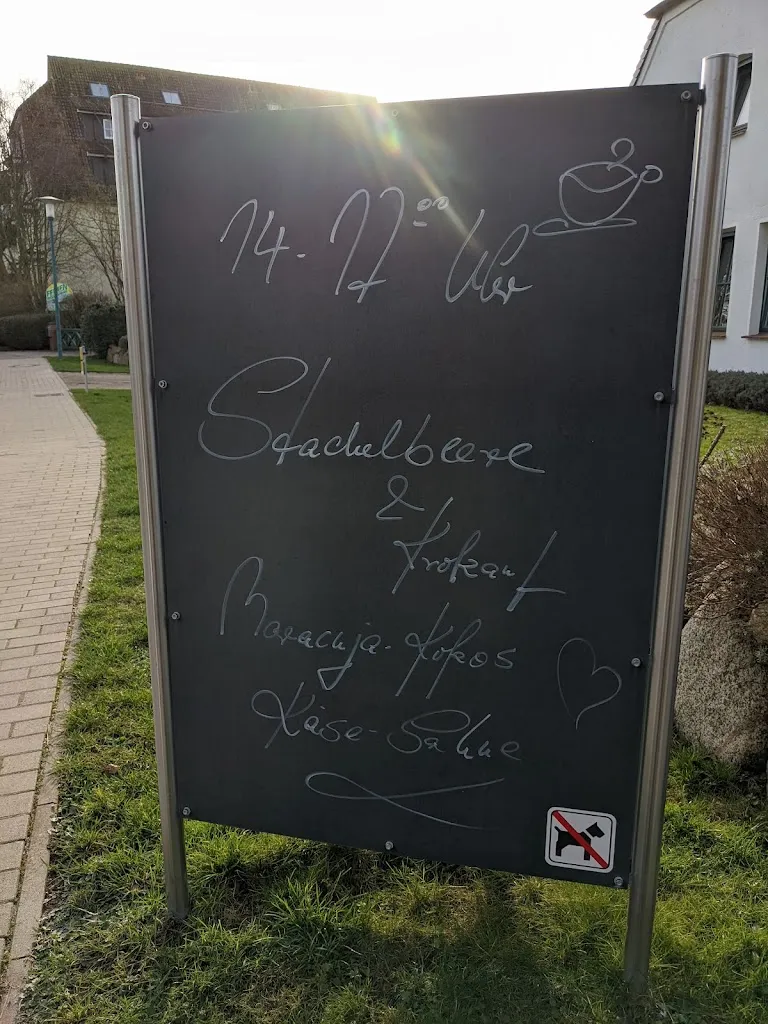 14.-17⁰⁰ Uhr
Stachelbeere
&
Krokant
Maracuja-Kokos
Käse-Sahne